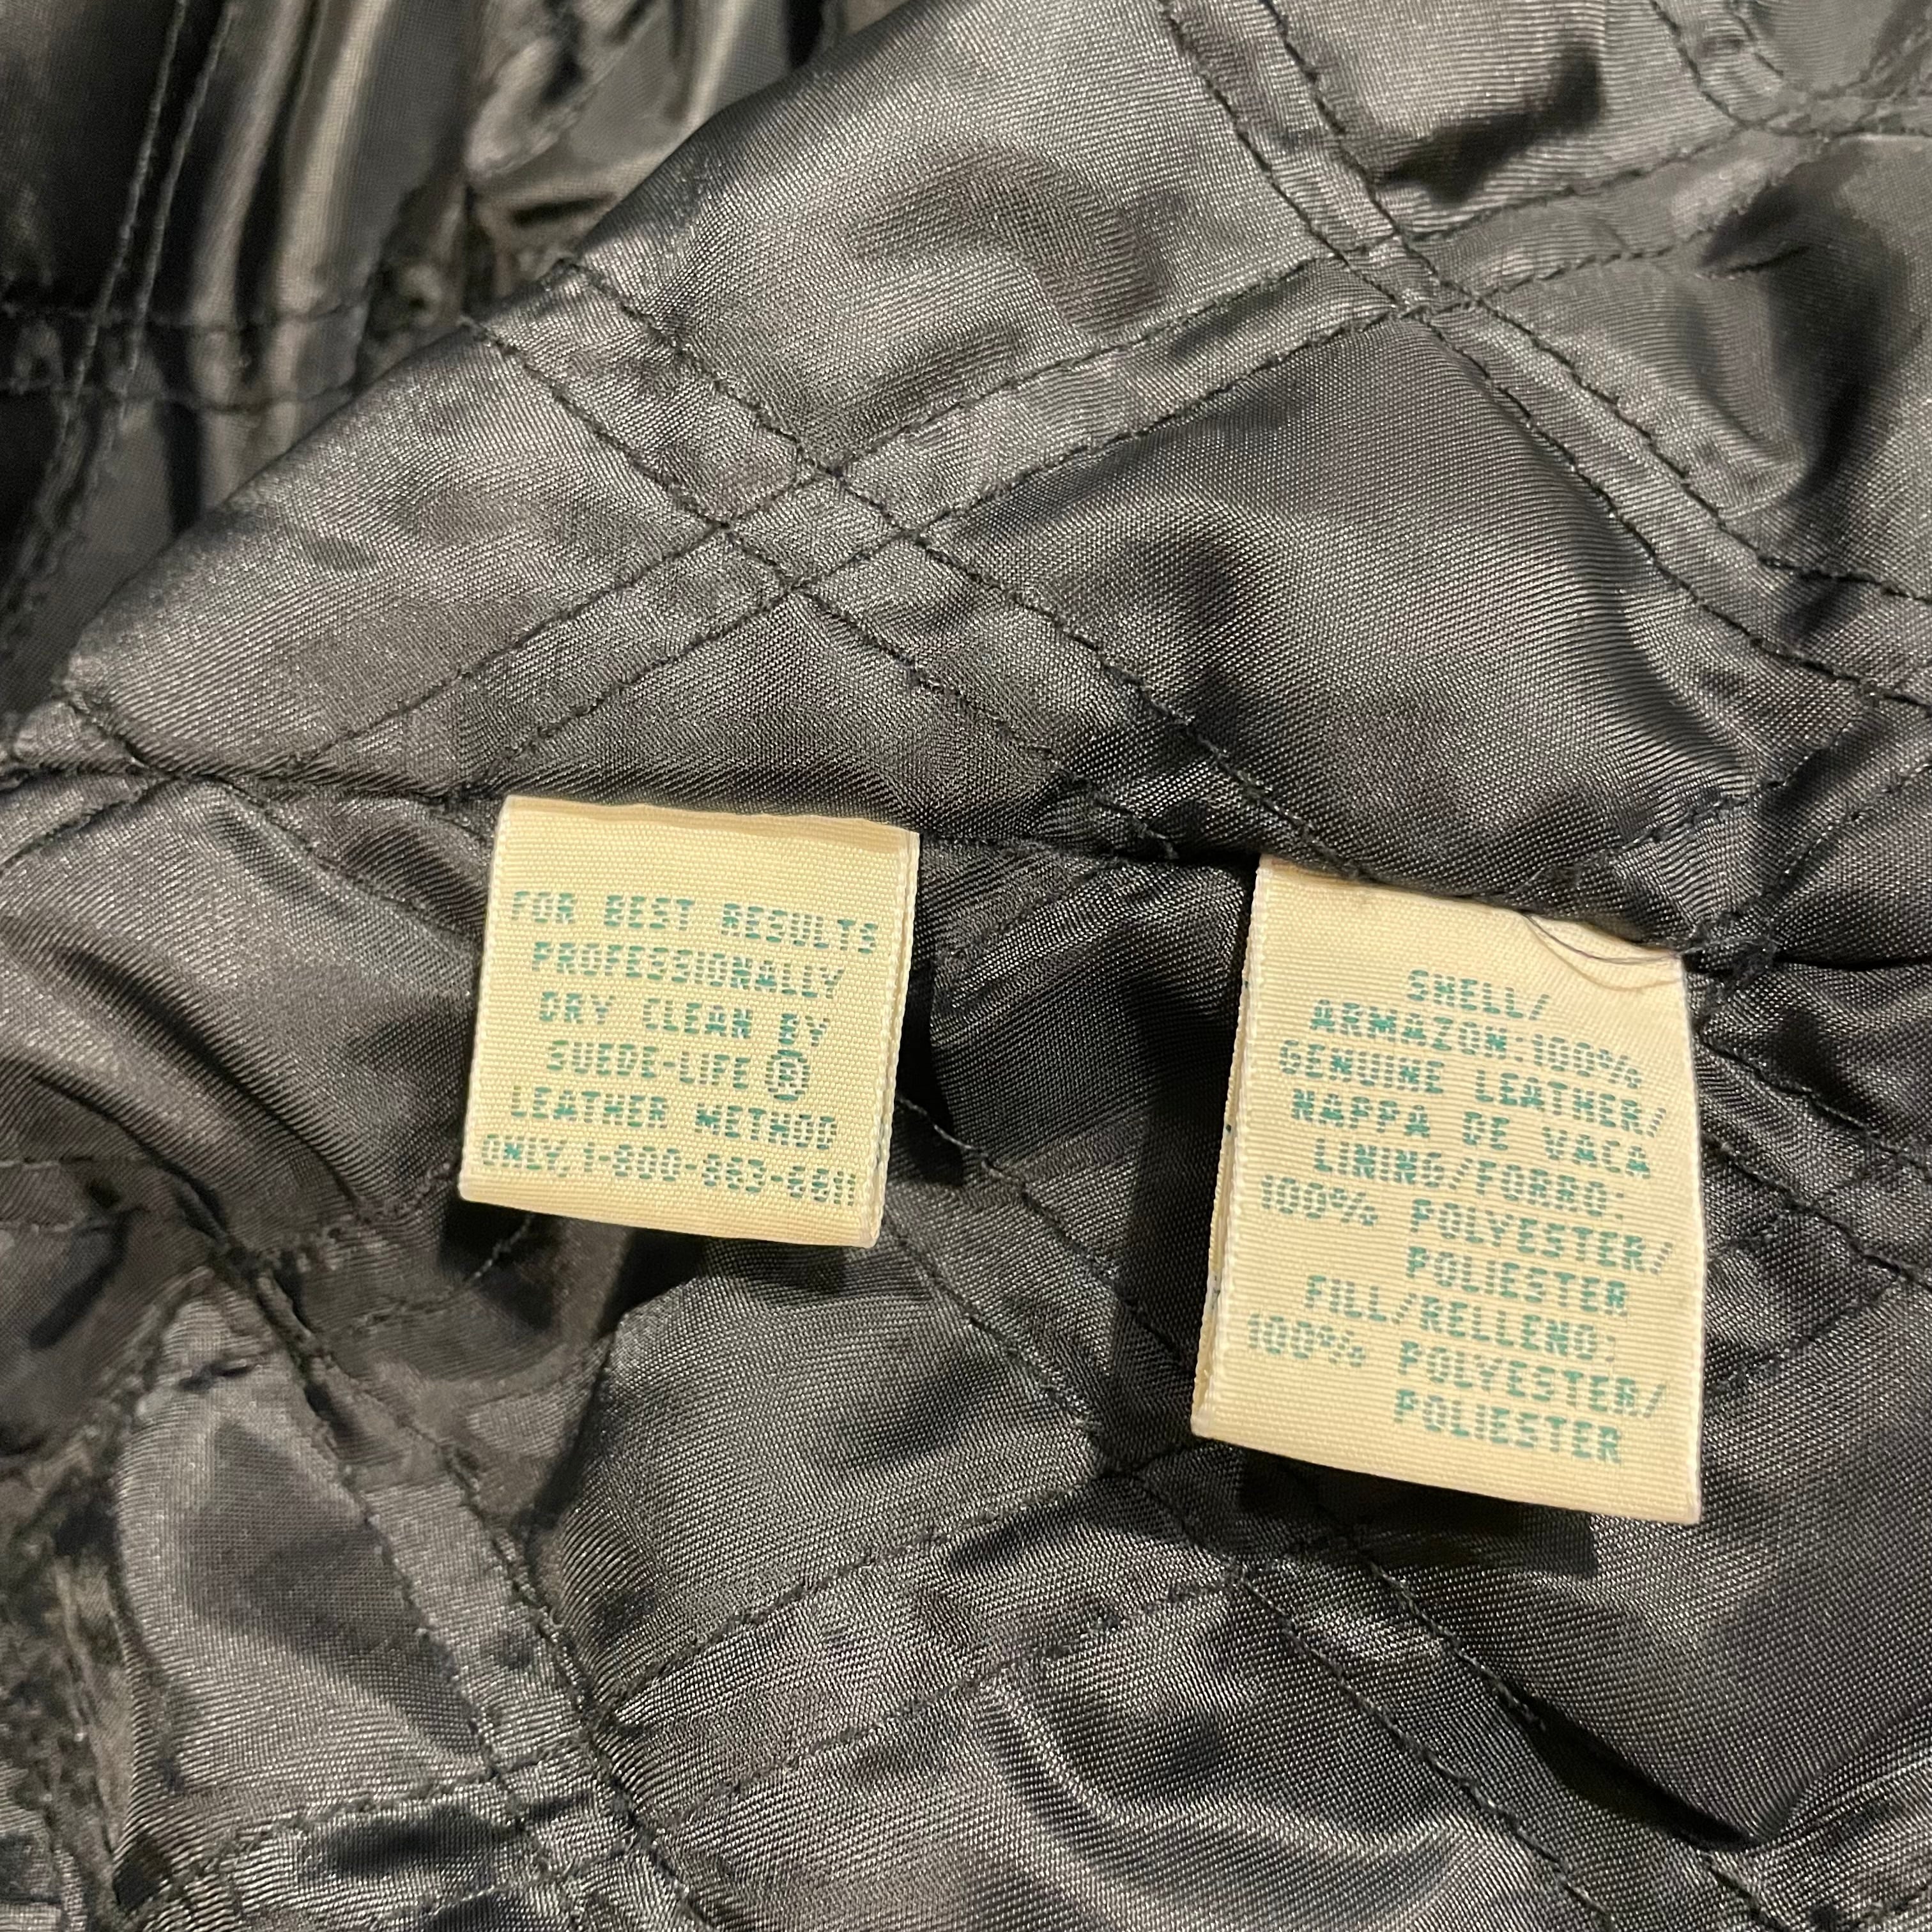 FOR BEST RESULTS
PROFESSIONALLY
DRY CLEAN BY
SUEDE-LIFE ®
LEATHER METHOD
ONLY,1-800-863-6611
SHELL/
ARMAZON:100%
GENUINE LEATHER/
NAPPA DE VACA
LINING/FORRO:
100% POLYESTER/
POLIESTER
FILL/RELLENO:
100% POLYESTER/
POLIESTER